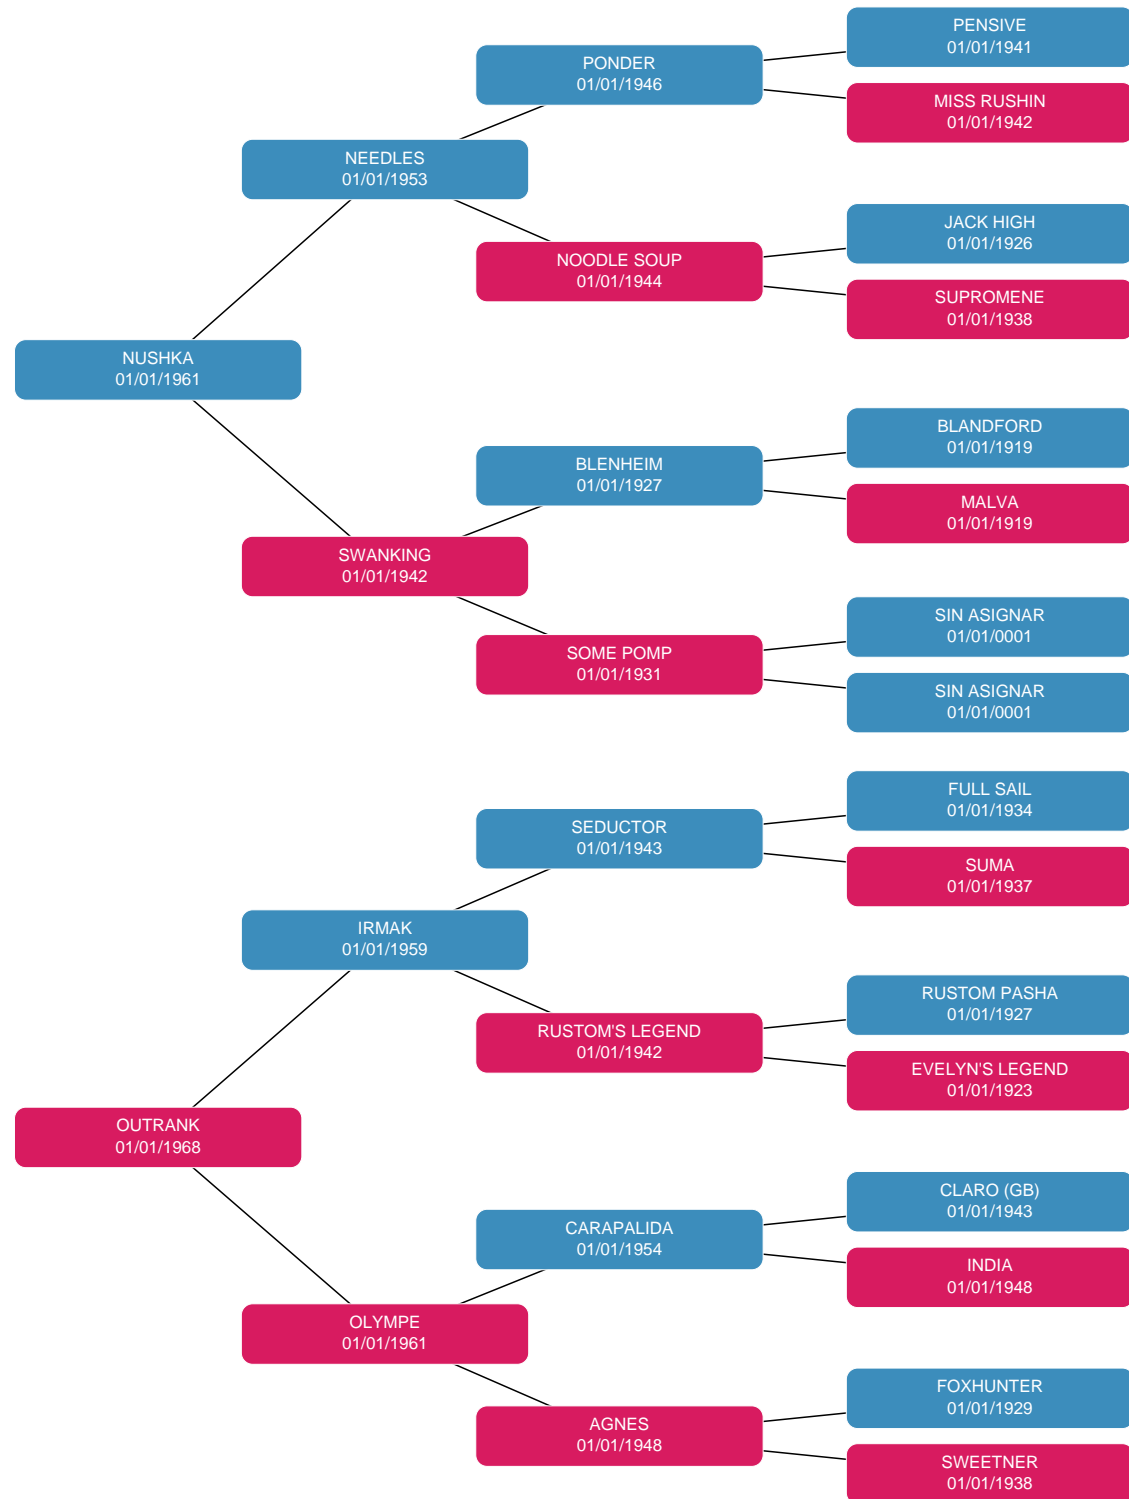 PENSIVE
01/01/1941
PONDER
01/01/1946
MISS RUSHIN
01/01/1942
NEEDLES
01/01/1953
JACK HIGH
01/01/1926
NOODLE SOUP
01/01/1944
SUPROMENE
01/01/1938
NUSHKA
01/01/1961
BLANDFORD
01/01/1919
BLENHEIM
01/01/1927
MALVA
01/01/1919
SWANKING
01/01/1942
SIN ASIGNAR
01/01/0001
SOME POMP
01/01/1931
SIN ASIGNAR
01/01/0001
FULL SAIL
01/01/1934
SEDUCTOR
01/01/1943
SUMA
01/01/1937
IRMAK
01/01/1959
RUSTOM PASHA
01/01/1927
RUSTOM'S LEGEND
01/01/1942
EVELYN'S LEGEND
01/01/1923
OUTRANK
01/01/1968
CLARO (GB)
01/01/1943
CARAPALIDA
01/01/1954
INDIA
01/01/1948
OLYMPE
01/01/1961
FOXHUNTER
01/01/1929
AGNES
01/01/1948
SWEETNER
01/01/1938